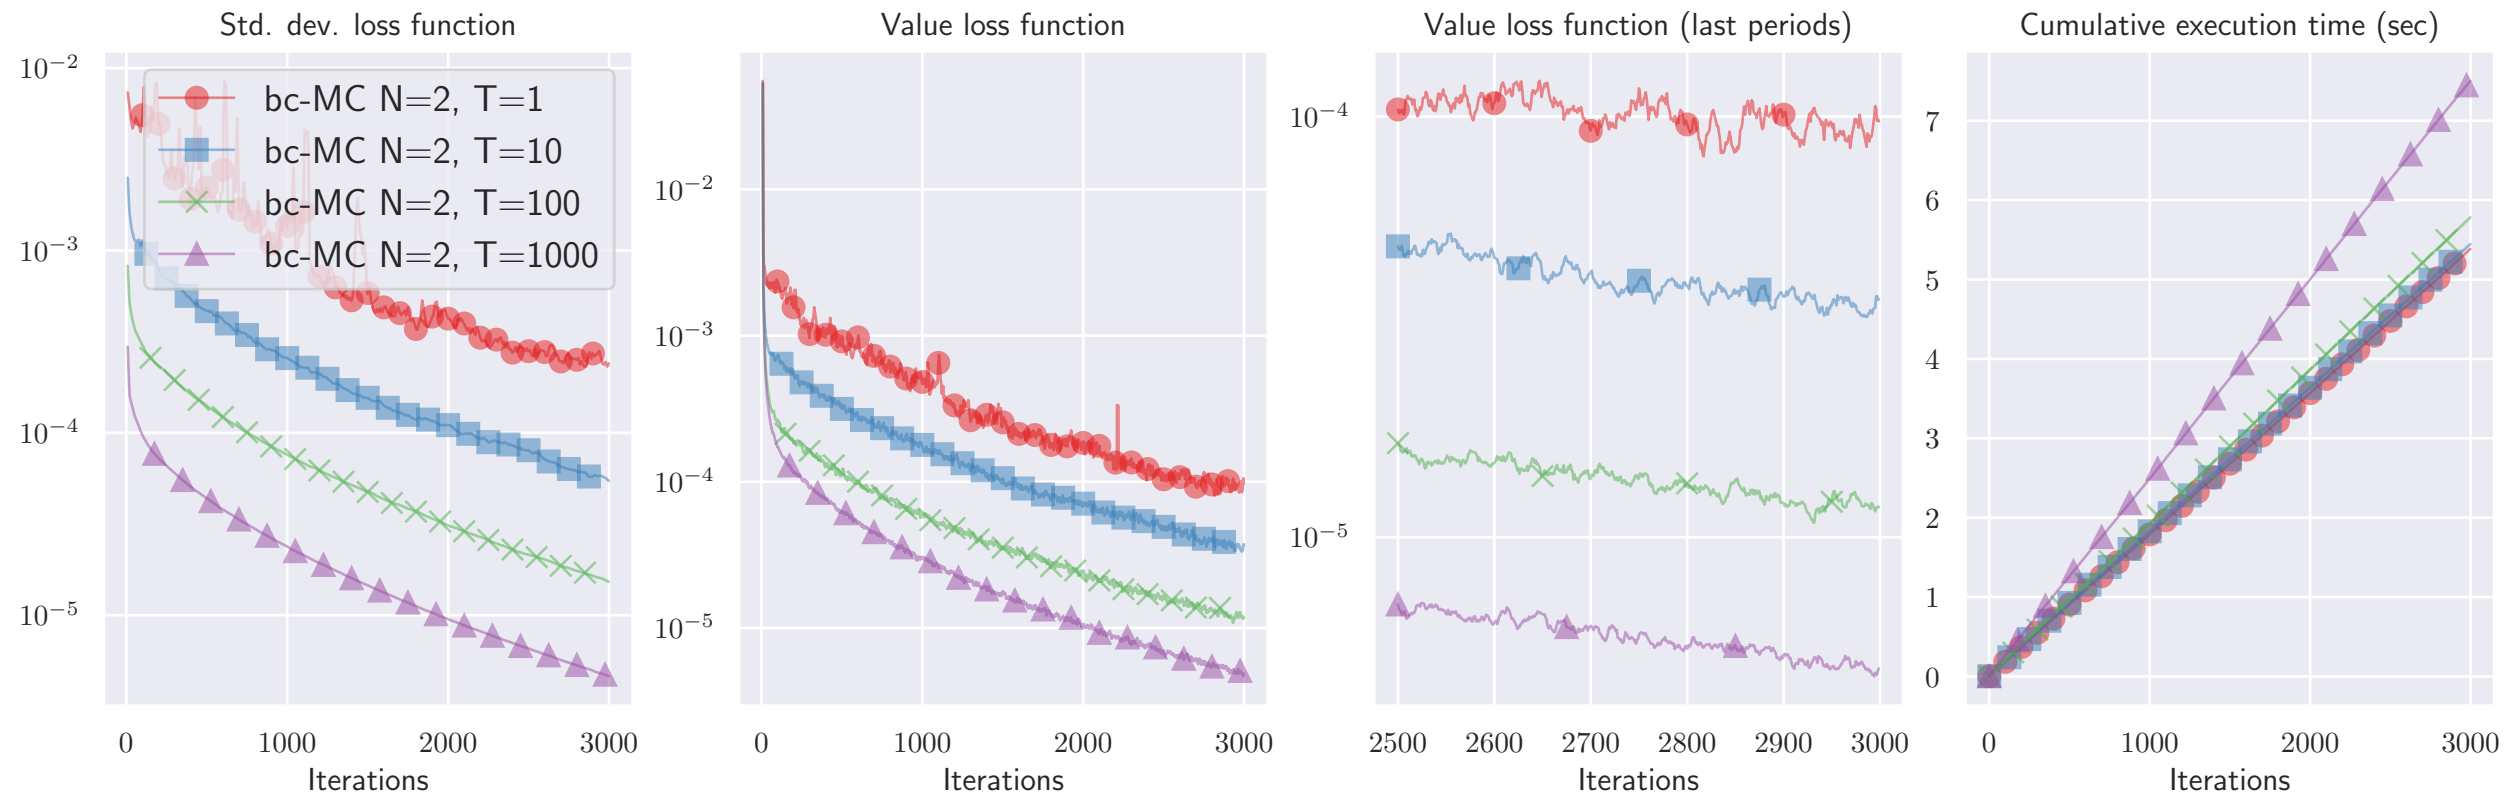 Std. dev. loss function
10⁻²
10⁻³
10⁻⁴
10⁻⁵
bc-MC N=2, T=1
bc-MC N=2, T=10
bc-MC N=2, T=100
bc-MC N=2, T=1000
0 1000 2000 3000
Iterations
Value loss function
10⁻²
10⁻³
10⁻⁴
10⁻⁵
0 1000 2000 3000
Iterations
Value loss function (last periods)
10⁻⁴
10⁻⁵
2500 2600 2700 2800 2900 3000
Iterations
Cumulative execution time (sec)
7
6
5
4
3
2
1
0
0 1000 2000 3000
Iterations